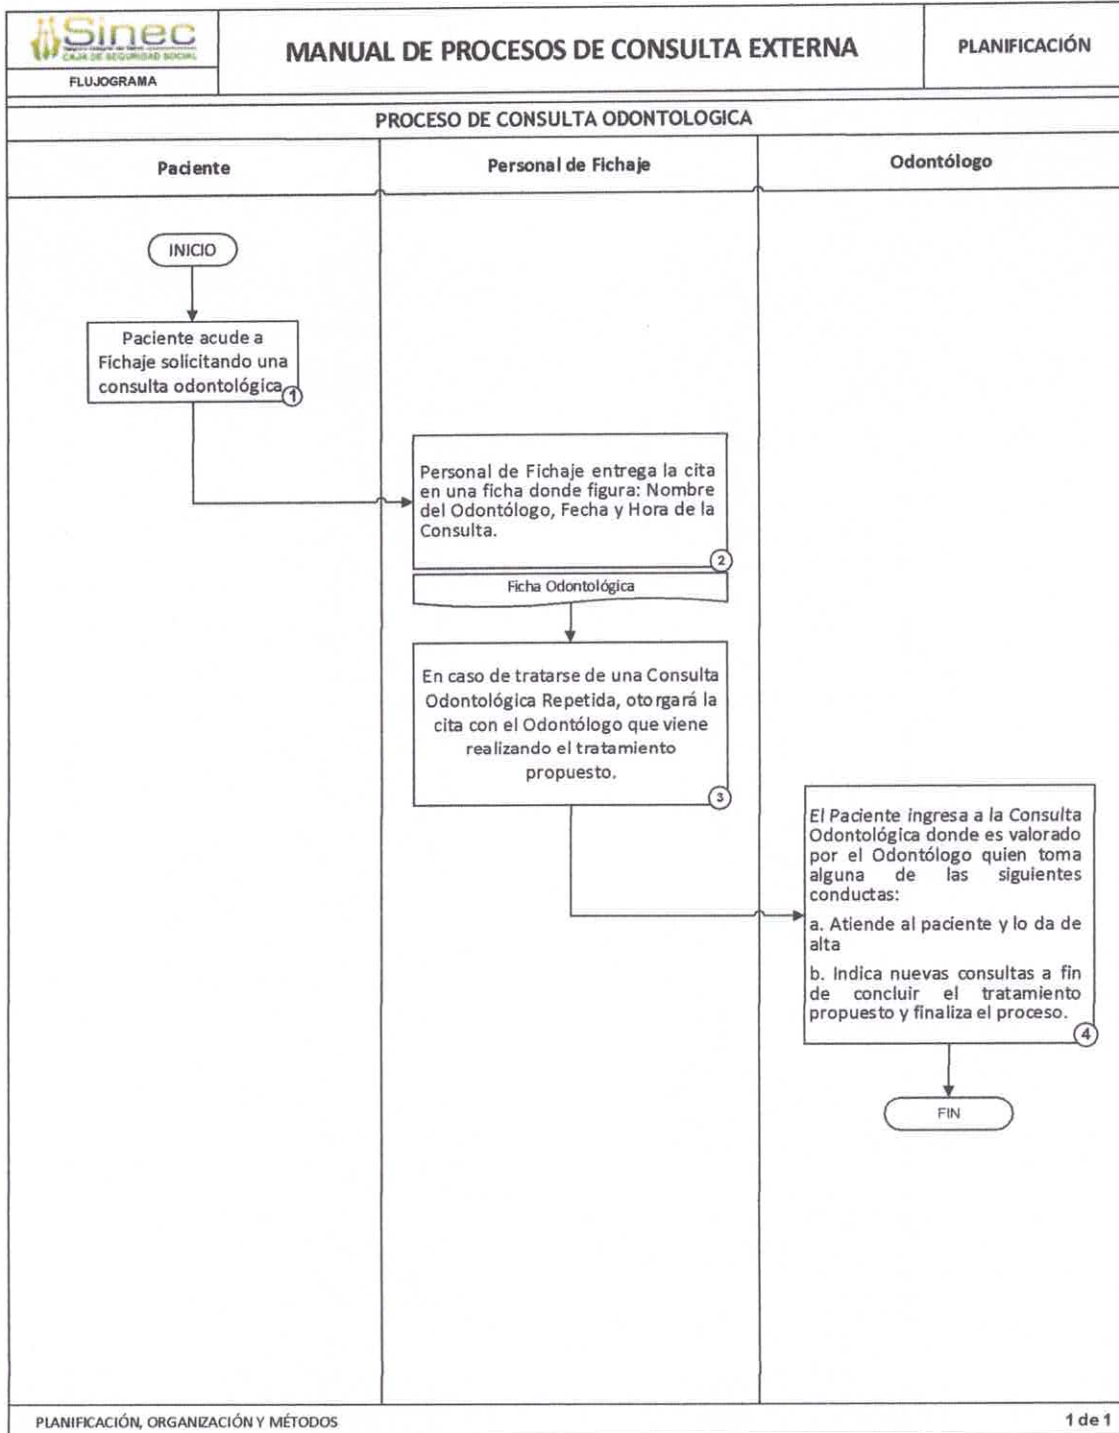 Sinec
CAJA DE SEGURIDAD SOCIAL
FLUJOGRAMA
MANUAL DE PROCESOS DE CONSULTA EXTERNA
PLANIFICACIÓN
PROCESO DE CONSULTA ODONTOLOGICA
Paciente
Personal de Fichaje
Odontólogo
INICIO
Paciente acude a
Fichaje solicitando una
consulta odontológica
1
Personal de Fichaje entrega la cita
en una ficha donde figura: Nombre
del Odontólogo, Fecha y Hora de la
Consulta.
2
Ficha Odontológica
En caso de tratarse de una Consulta
Odontológica Repetida, otorgará la
cita con el Odontólogo que viene
realizando el tratamiento
propuesto.
3
El Paciente ingresa a la Consulta
Odontológica donde es valorado
por el Odontólogo quien toma
alguna de las siguientes
conductas:
a. Atiende al paciente y lo da de
alta
b. Indica nuevas consultas a fin
de concluir el tratamiento
propuesto y finaliza el proceso.
4
FIN
PLANIFICACIÓN, ORGANIZACIÓN Y MÉTODOS
1 de 1